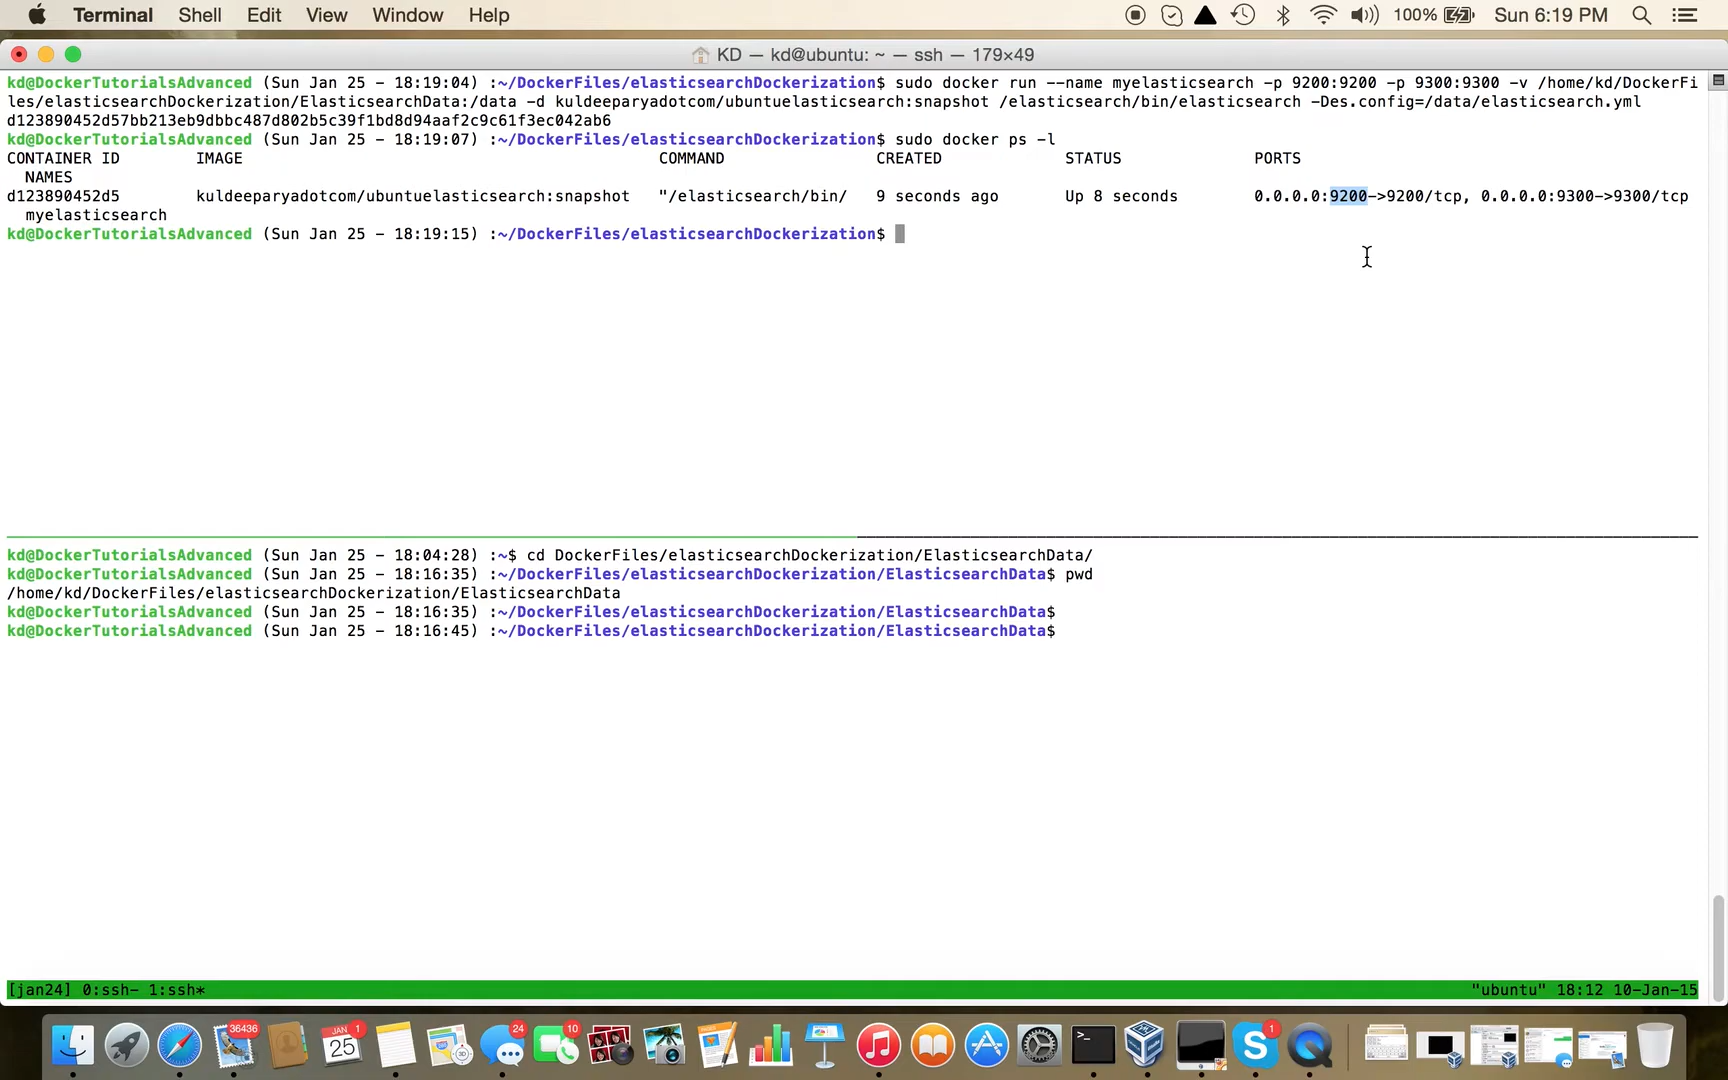 Terminal Shell Edit View Window Help 100% Sun 6:19 PM
KD — kd@ubuntu: ~ — ssh — 179×49
kd@DockerTutorialsAdvanced (Sun Jan 25 - 18:19:04) :~/DockerFiles/elasticsearchDockerization$ sudo docker run --name myelasticsearch -p 9200:9200 -p 9300:9300 -v /home/kd/DockerFi
les/elasticsearchDockerization/ElasticsearchData:/data -d kuldeeparyadotcom/ubuntuelasticsearch:snapshot /elasticsearch/bin/elasticsearch -Des.config=/data/elasticsearch.yml
d123890452d57bb213eb9dbbc487d802b5c39f1bd8d94aaf2c9c61f3ec042ab6
kd@DockerTutorialsAdvanced (Sun Jan 25 - 18:19:07) :~/DockerFiles/elasticsearchDockerization$ sudo docker ps -l
CONTAINER ID IMAGE COMMAND CREATED STATUS PORTS
NAMES
d123890452d5 kuldeeparyadotcom/ubuntuelasticsearch:snapshot "/elasticsearch/bin/ 9 seconds ago Up 8 seconds 0.0.0.0:9200->9200/tcp, 0.0.0.0:9300->9300/tcp
myelasticsearch
kd@DockerTutorialsAdvanced (Sun Jan 25 - 18:19:15) :~/DockerFiles/elasticsearchDockerization$
kd@DockerTutorialsAdvanced (Sun Jan 25 - 18:04:28) :~$ cd DockerFiles/elasticsearchDockerization/ElasticsearchData/
kd@DockerTutorialsAdvanced (Sun Jan 25 - 18:16:35) :~/DockerFiles/elasticsearchDockerization/ElasticsearchData$ pwd
/home/kd/DockerFiles/elasticsearchDockerization/ElasticsearchData
kd@DockerTutorialsAdvanced (Sun Jan 25 - 18:16:35) :~/DockerFiles/elasticsearchDockerization/ElasticsearchData$
kd@DockerTutorialsAdvanced (Sun Jan 25 - 18:16:45) :~/DockerFiles/elasticsearchDockerization/ElasticsearchData$
[jan24] 0:ssh- 1:ssh* "ubuntu" 18:12 10-Jan-15
36436 JAN 25 1 24 10 1